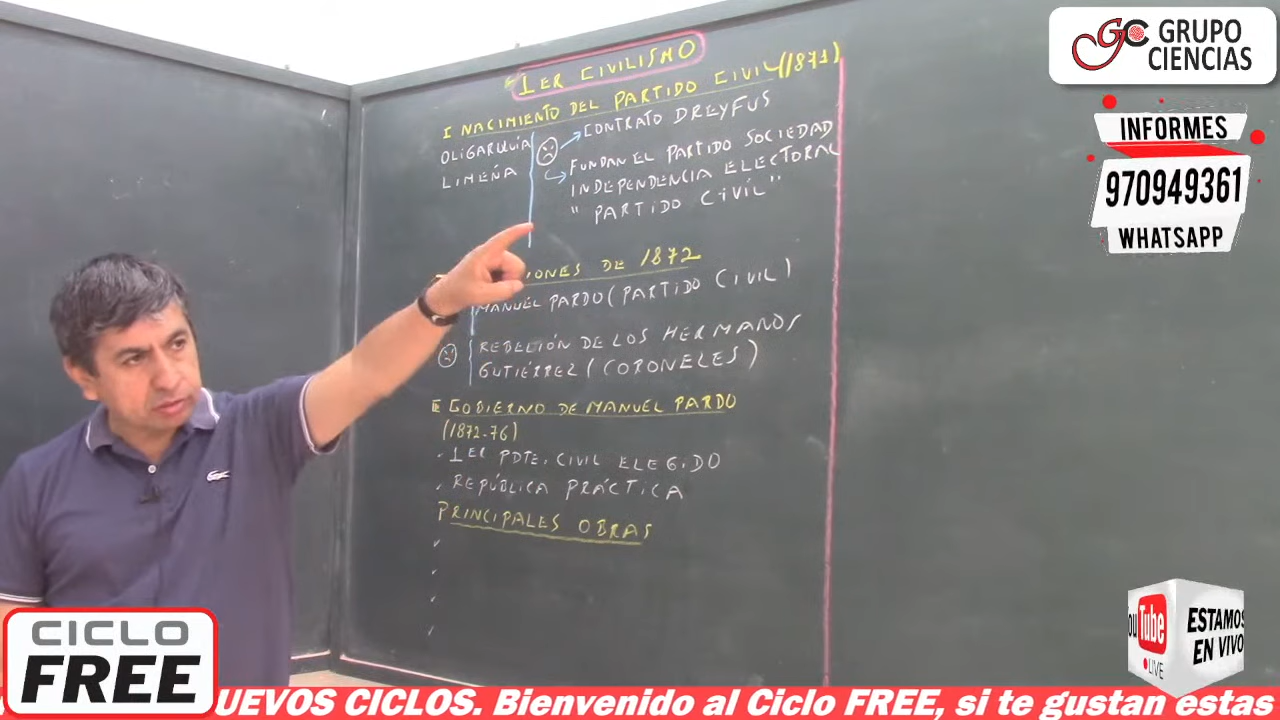 1ER CIVILISMO
I NACIMIENTO DEL PARTIDO CIVIL (1871)
OLIGARQUÍA
LIMEÑA
CONTRATO DREYFUS
FUNDAN EL PARTIDO SOCIEDAD
INDEPENDENCIA ELECTORAL
" PARTIDO CIVIL"
IONES DE 1872
MANUEL PARDO (PARTIDO CIVIL)
REBELIÓN DE LOS HERMANOS
GUTIÉRREZ (CORONELES)
III GOBIERNO DE MANUEL PARDO
(1872-76)
1ER PDTE. CIVIL ELEGIDO
REPÚBLICA PRÁCTICA
PRINCIPALES OBRAS
GC GRUPO
CIENCIAS
INFORMES
970949361
WHATSAPP
CICLO
FREE
YouTube
LIVE
ESTAMOS
EN VIVO
UEVOS CICLOS. Bienvenido al Ciclo FREE, si te gustan estas